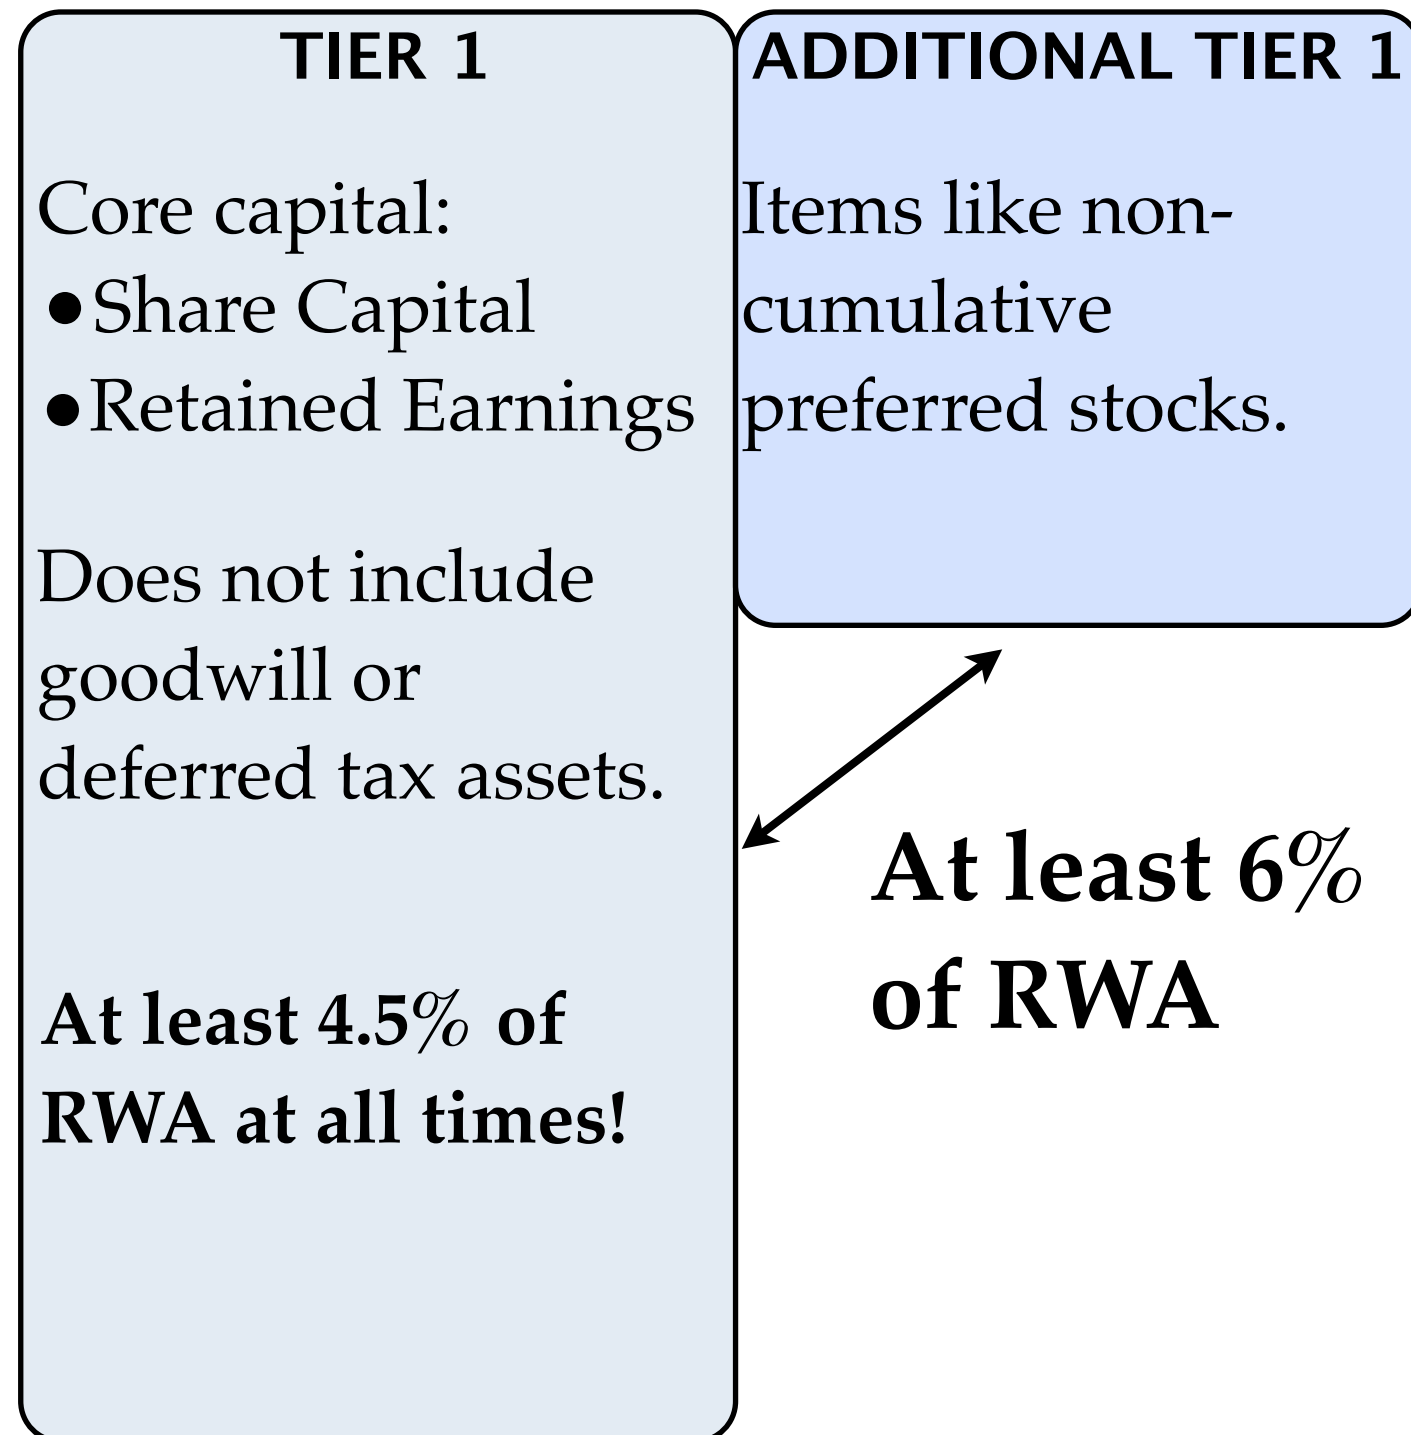 TIER 1
Core capital:
•Share Capital
•Retained Earnings
Does not include
goodwill or
deferred tax assets.
At least 4.5% of
RWA at all times!
ADDITIONAL TIER 1
Items like non-
cumulative
preferred stocks.
At least 6%
of RWA